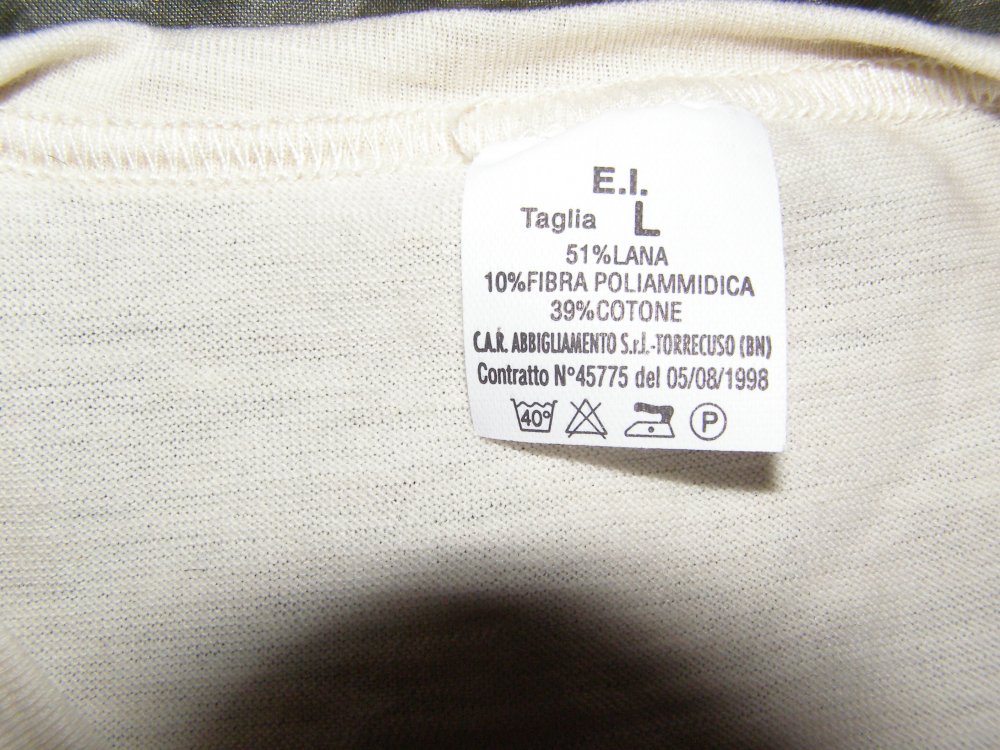 E.I.
Taglia L
51%LANA
10%FIBRA POLIAMMIDICA
39%COTONE
C.A.R. ABBIGLIAMENTO S.r.l.-TORRECUSO (BN)
Contratto N°45775 del 05/08/1998
40° P